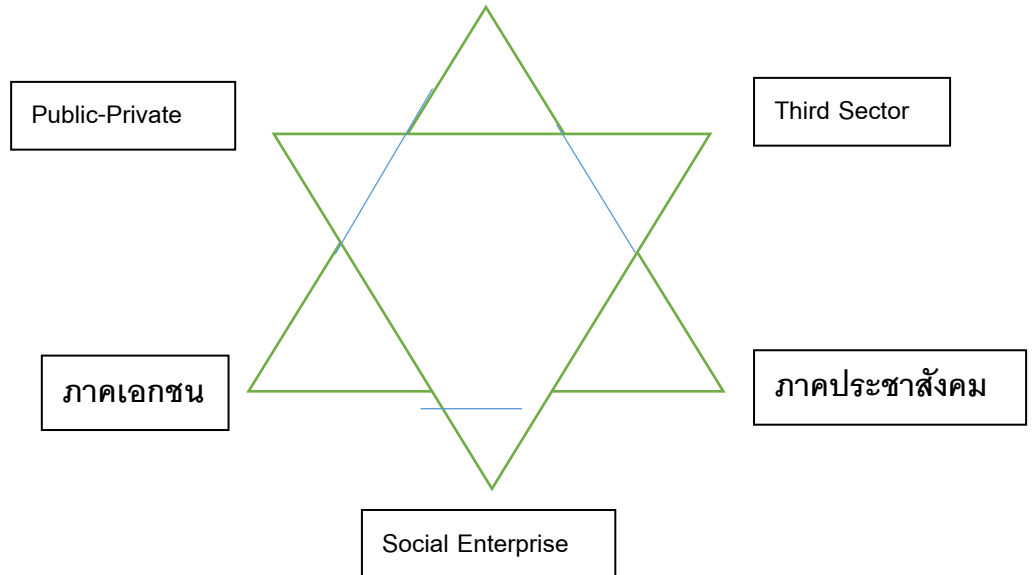 Public-Private
Third Sector
ภาคเอกชน
ภาคประชาสังคม
Social Enterprise